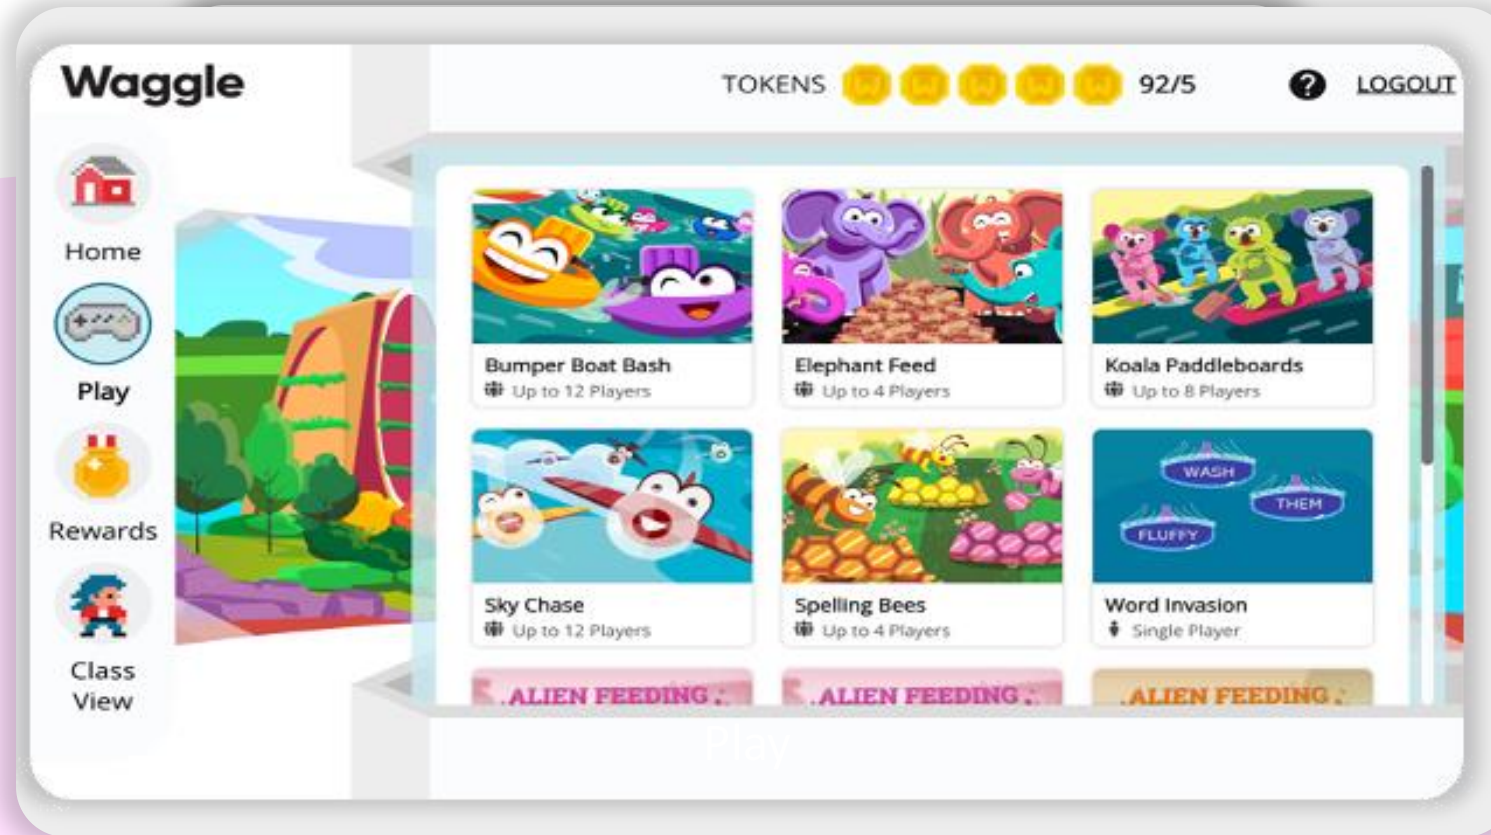 Waggle
TOKENS 92/5 ? LOGOUT
Home
Play
Rewards
Class
View
Bumper Boat Bash
Up to 12 Players
Elephant Feed
Up to 4 Players
Koala Paddleboards
Up to 8 Players
Sky Chase
Up to 12 Players
Spelling Bees
Up to 4 Players
WASH
THEM
FLUFFY
Word Invasion
Single Player
ALIEN FEEDING
ALIEN FEEDING
ALIEN FEEDING
Play